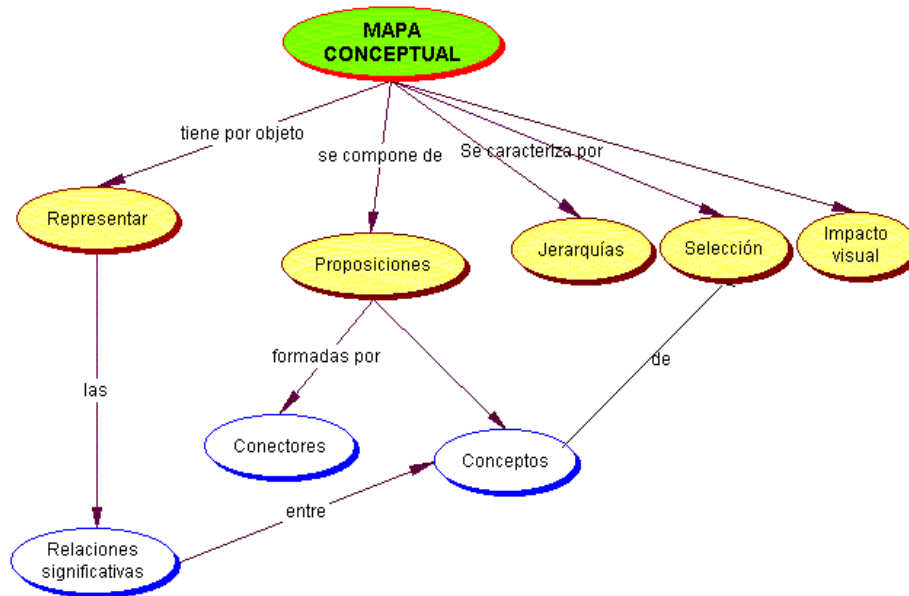 MAPA
CONCEPTUAL
tiene por objeto
se compone de
Se caracteriza por
Representar
Proposiciones
Jerarquías
Selección
Impacto
visual
las
formadas por
de
Conectores
Conceptos
entre
Relaciones
significativas